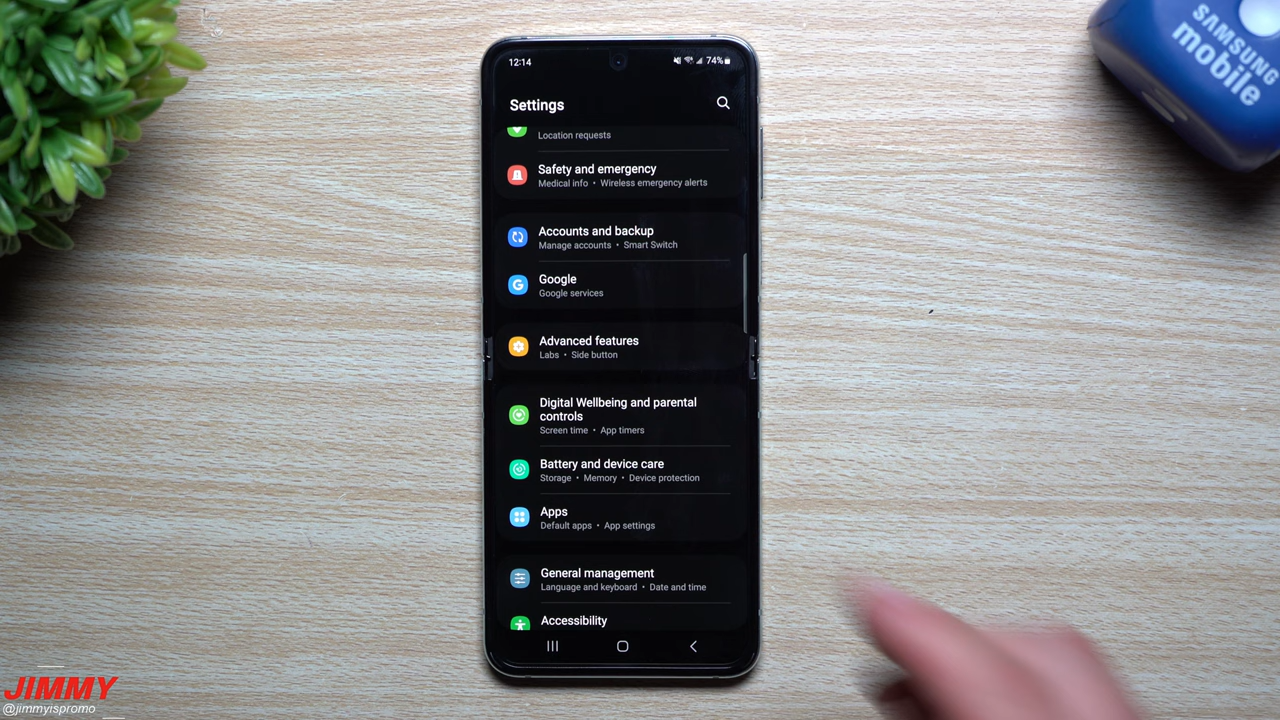 SAMSUNG
mobile
12:14
74%
Settings
Location requests
Safety and emergency
Medical info • Wireless emergency alerts
Accounts and backup
Manage accounts • Smart Switch
Google
Google services
Advanced features
Labs • Side button
Digital Wellbeing and parental
controls
Screen time • App timers
Battery and device care
Storage • Memory • Device protection
Apps
Default apps • App settings
General management
Language and keyboard • Date and time
Accessibility
JIMMY
@jimmyispromo